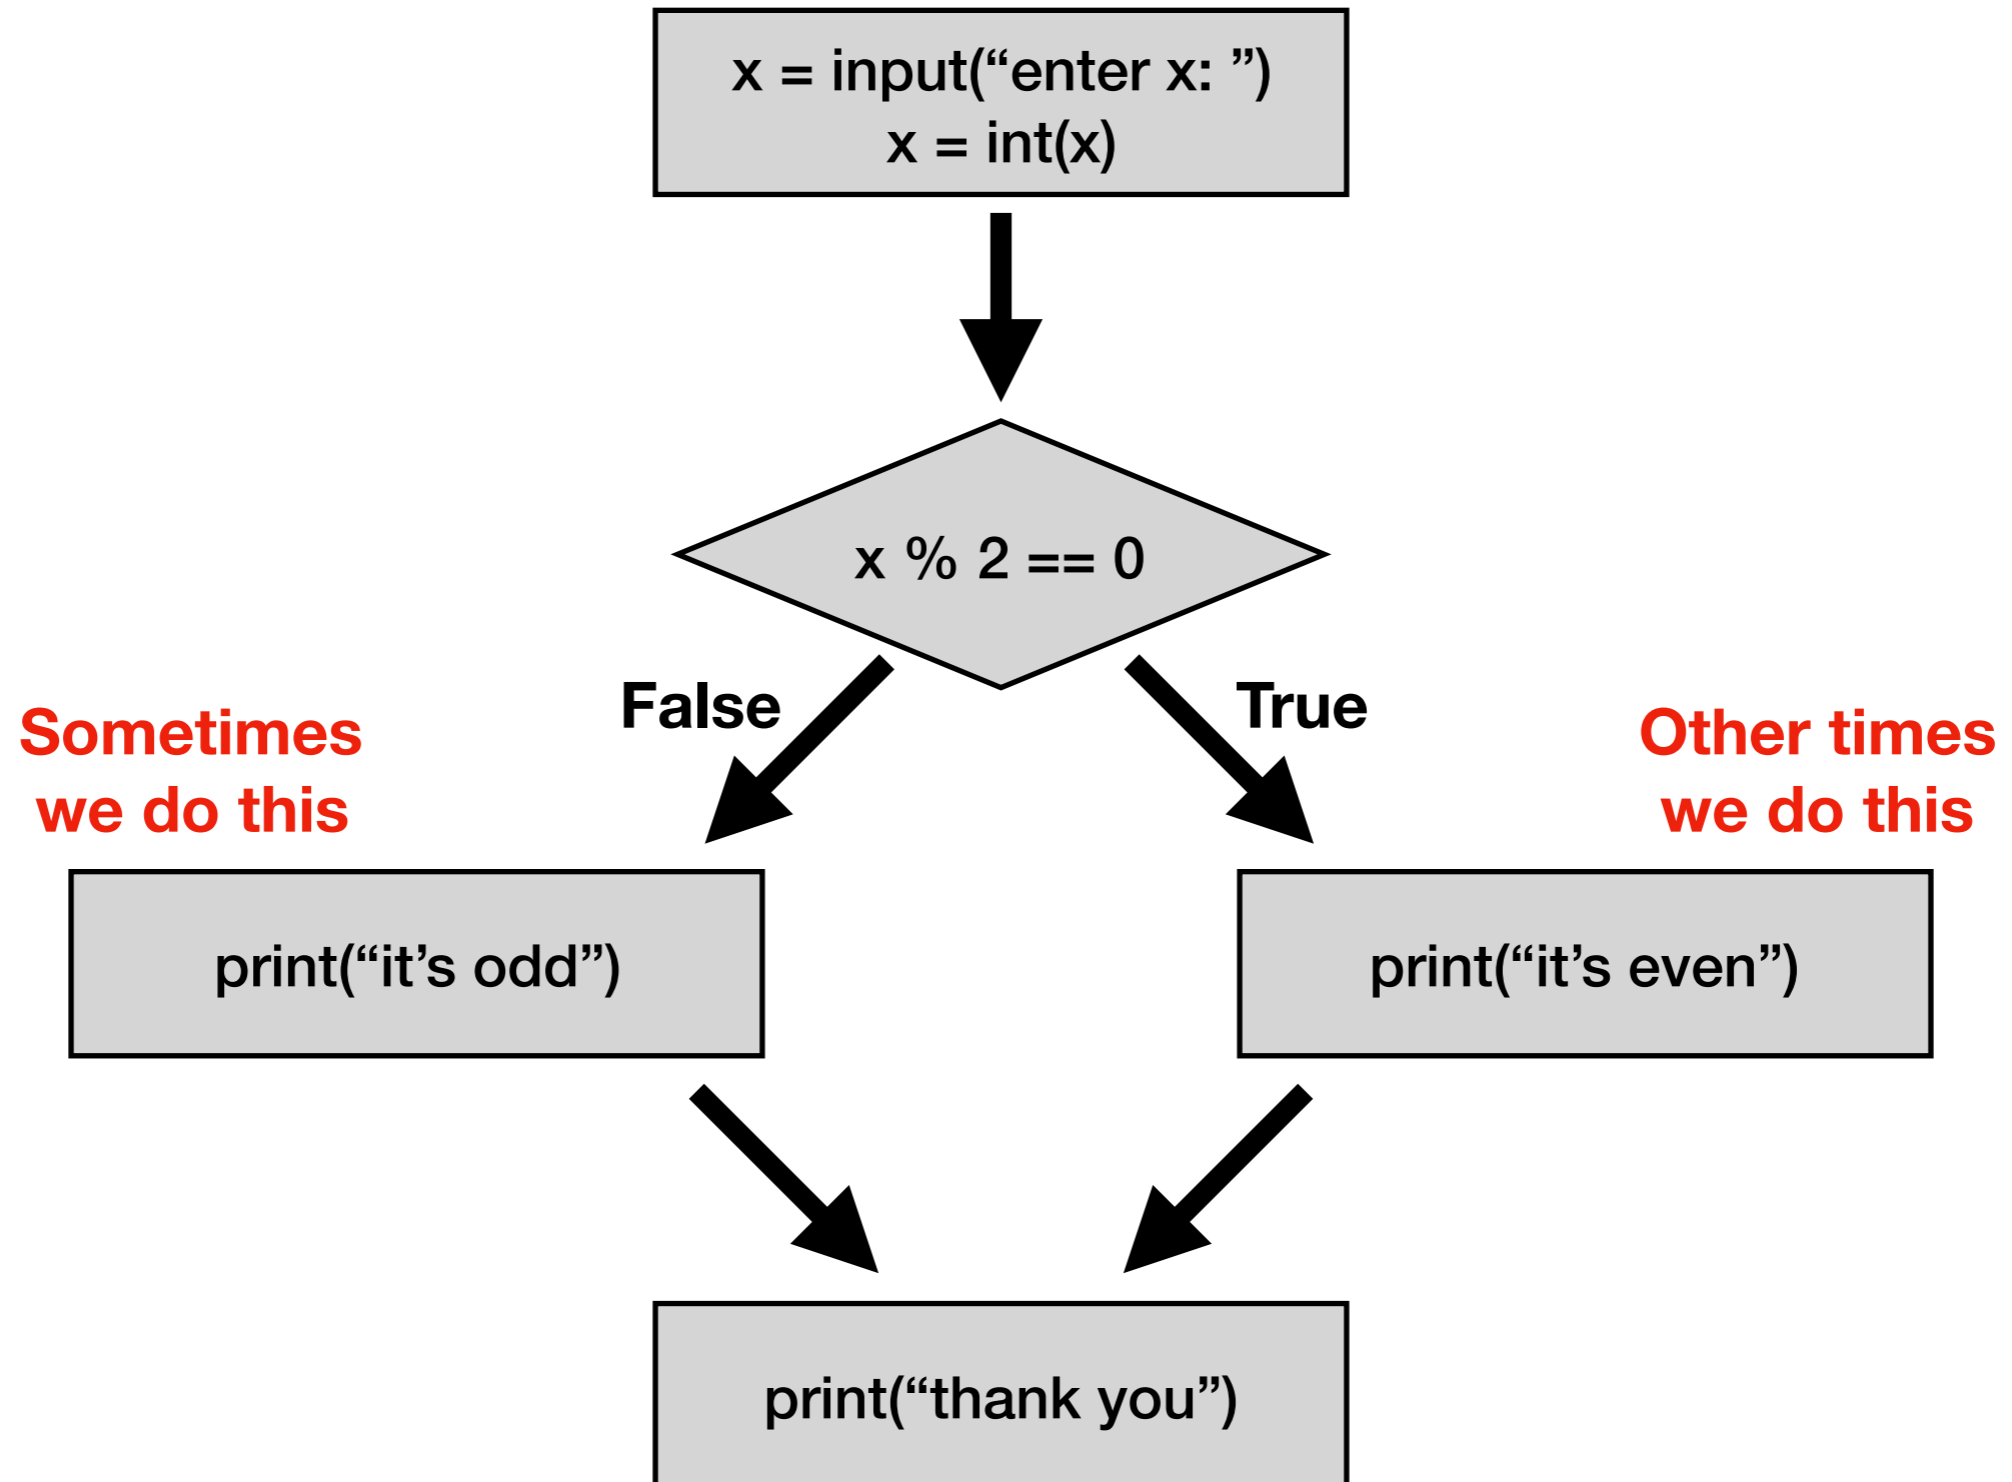 x = input(“enter x: ”)
x = int(x)
x % 2 == 0
False
True
Sometimes
we do this
Other times
we do this
print(“it’s odd”)
print(“it’s even”)
print(“thank you”)